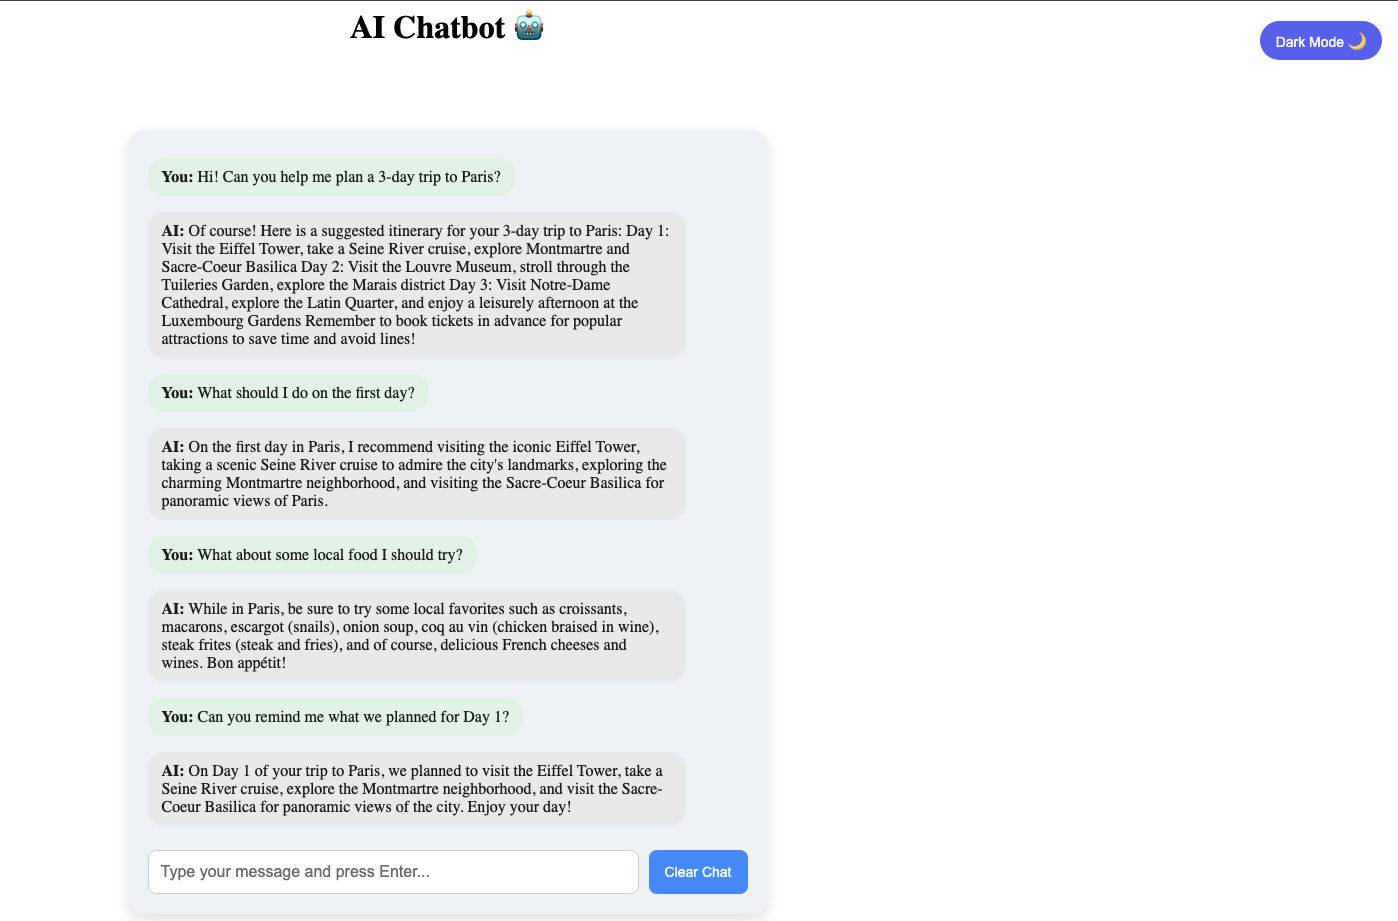 AI Chatbot 🤖
Dark Mode 🌙
You: Hi! Can you help me plan a 3-day trip to Paris?
AI: Of course! Here is a suggested itinerary for your 3-day trip to Paris: Day 1:
Visit the Eiffel Tower, take a Seine River cruise, explore Montmartre and
Sacre-Coeur Basilica Day 2: Visit the Louvre Museum, stroll through the
Tuileries Garden, explore the Marais district Day 3: Visit Notre-Dame
Cathedral, explore the Latin Quarter, and enjoy a leisurely afternoon at the
Luxembourg Gardens Remember to book tickets in advance for popular
attractions to save time and avoid lines!
You: What should I do on the first day?
AI: On the first day in Paris, I recommend visiting the iconic Eiffel Tower,
taking a scenic Seine River cruise to admire the city's landmarks, exploring the
charming Montmartre neighborhood, and visiting the Sacre-Coeur Basilica for
panoramic views of Paris.
You: What about some local food I should try?
AI: While in Paris, be sure to try some local favorites such as croissants,
macarons, escargot (snails), onion soup, coq au vin (chicken braised in wine),
steak frites (steak and fries), and of course, delicious French cheeses and
wines. Bon appétit!
You: Can you remind me what we planned for Day 1?
AI: On Day 1 of your trip to Paris, we planned to visit the Eiffel Tower, take a
Seine River cruise, explore the Montmartre neighborhood, and visit the Sacre-
Coeur Basilica for panoramic views of the city. Enjoy your day!
Type your message and press Enter...
Clear Chat